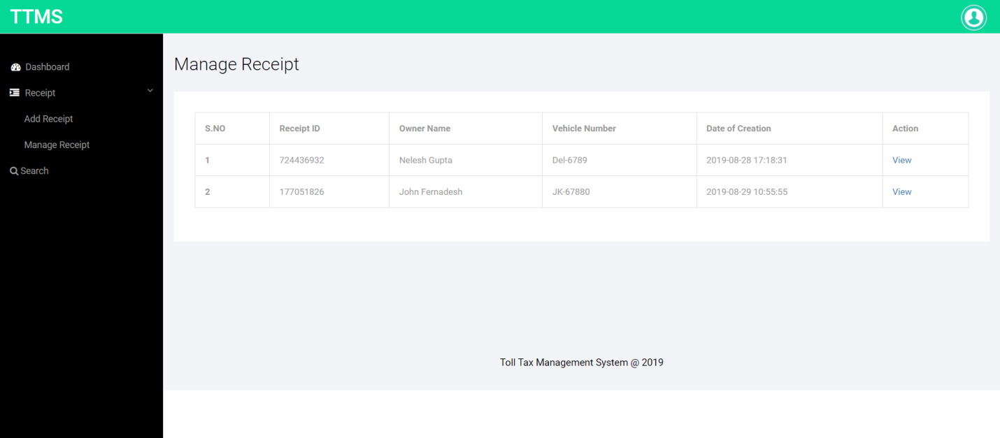 TTMS
Dashboard
Receipt
Add Receipt
Manage Receipt
Search
Manage Receipt
S.NO Receipt ID Owner Name Vehicle Number Date of Creation Action
1 724436932 Nelesh Gupta Del-6789 2019-08-28 17:18:31 View
2 177051826 John Fernadesh JK-67880 2019-08-29 10:55:55 View
Toll Tax Management System @ 2019